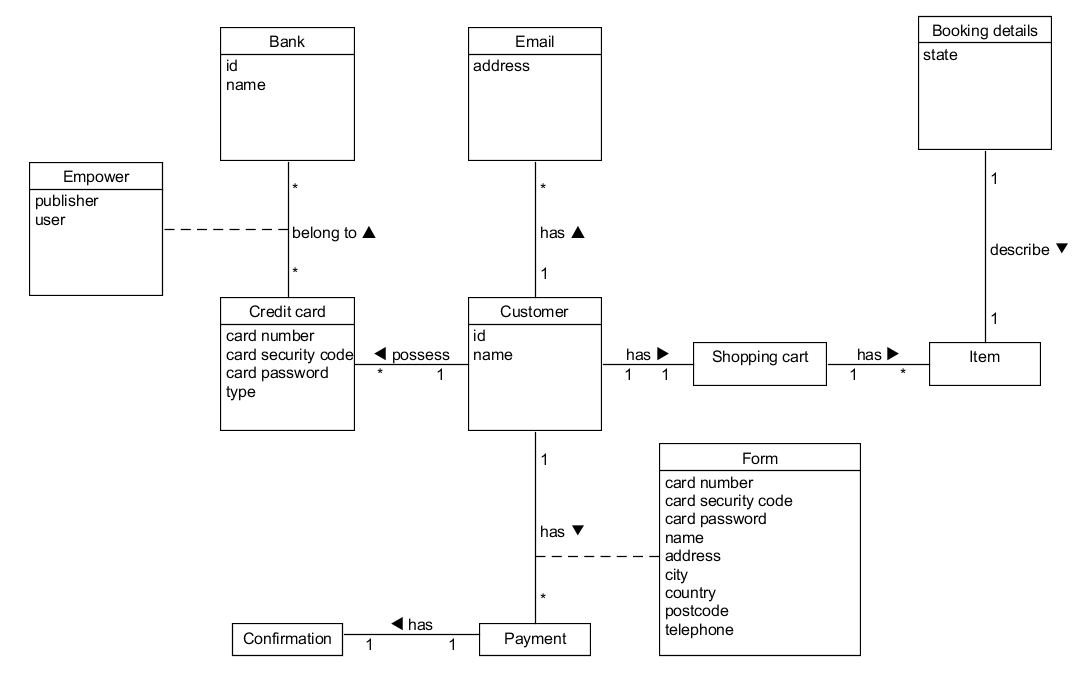 Bank
id
name
Email
address
Booking details
state
Empower
publisher
user
*
belong to ▲
*
*
has ▲
1
1
describe ▼
1
Credit card
card number
card security code
card password
type
◀ possess
* 1
Customer
id
name
has ▶
1 1
Shopping cart
has ▶
1 *
Item
1
has ▼
*
Form
card number
card security code
card password
name
address
city
country
postcode
telephone
Confirmation
◀ has
1 1
Payment